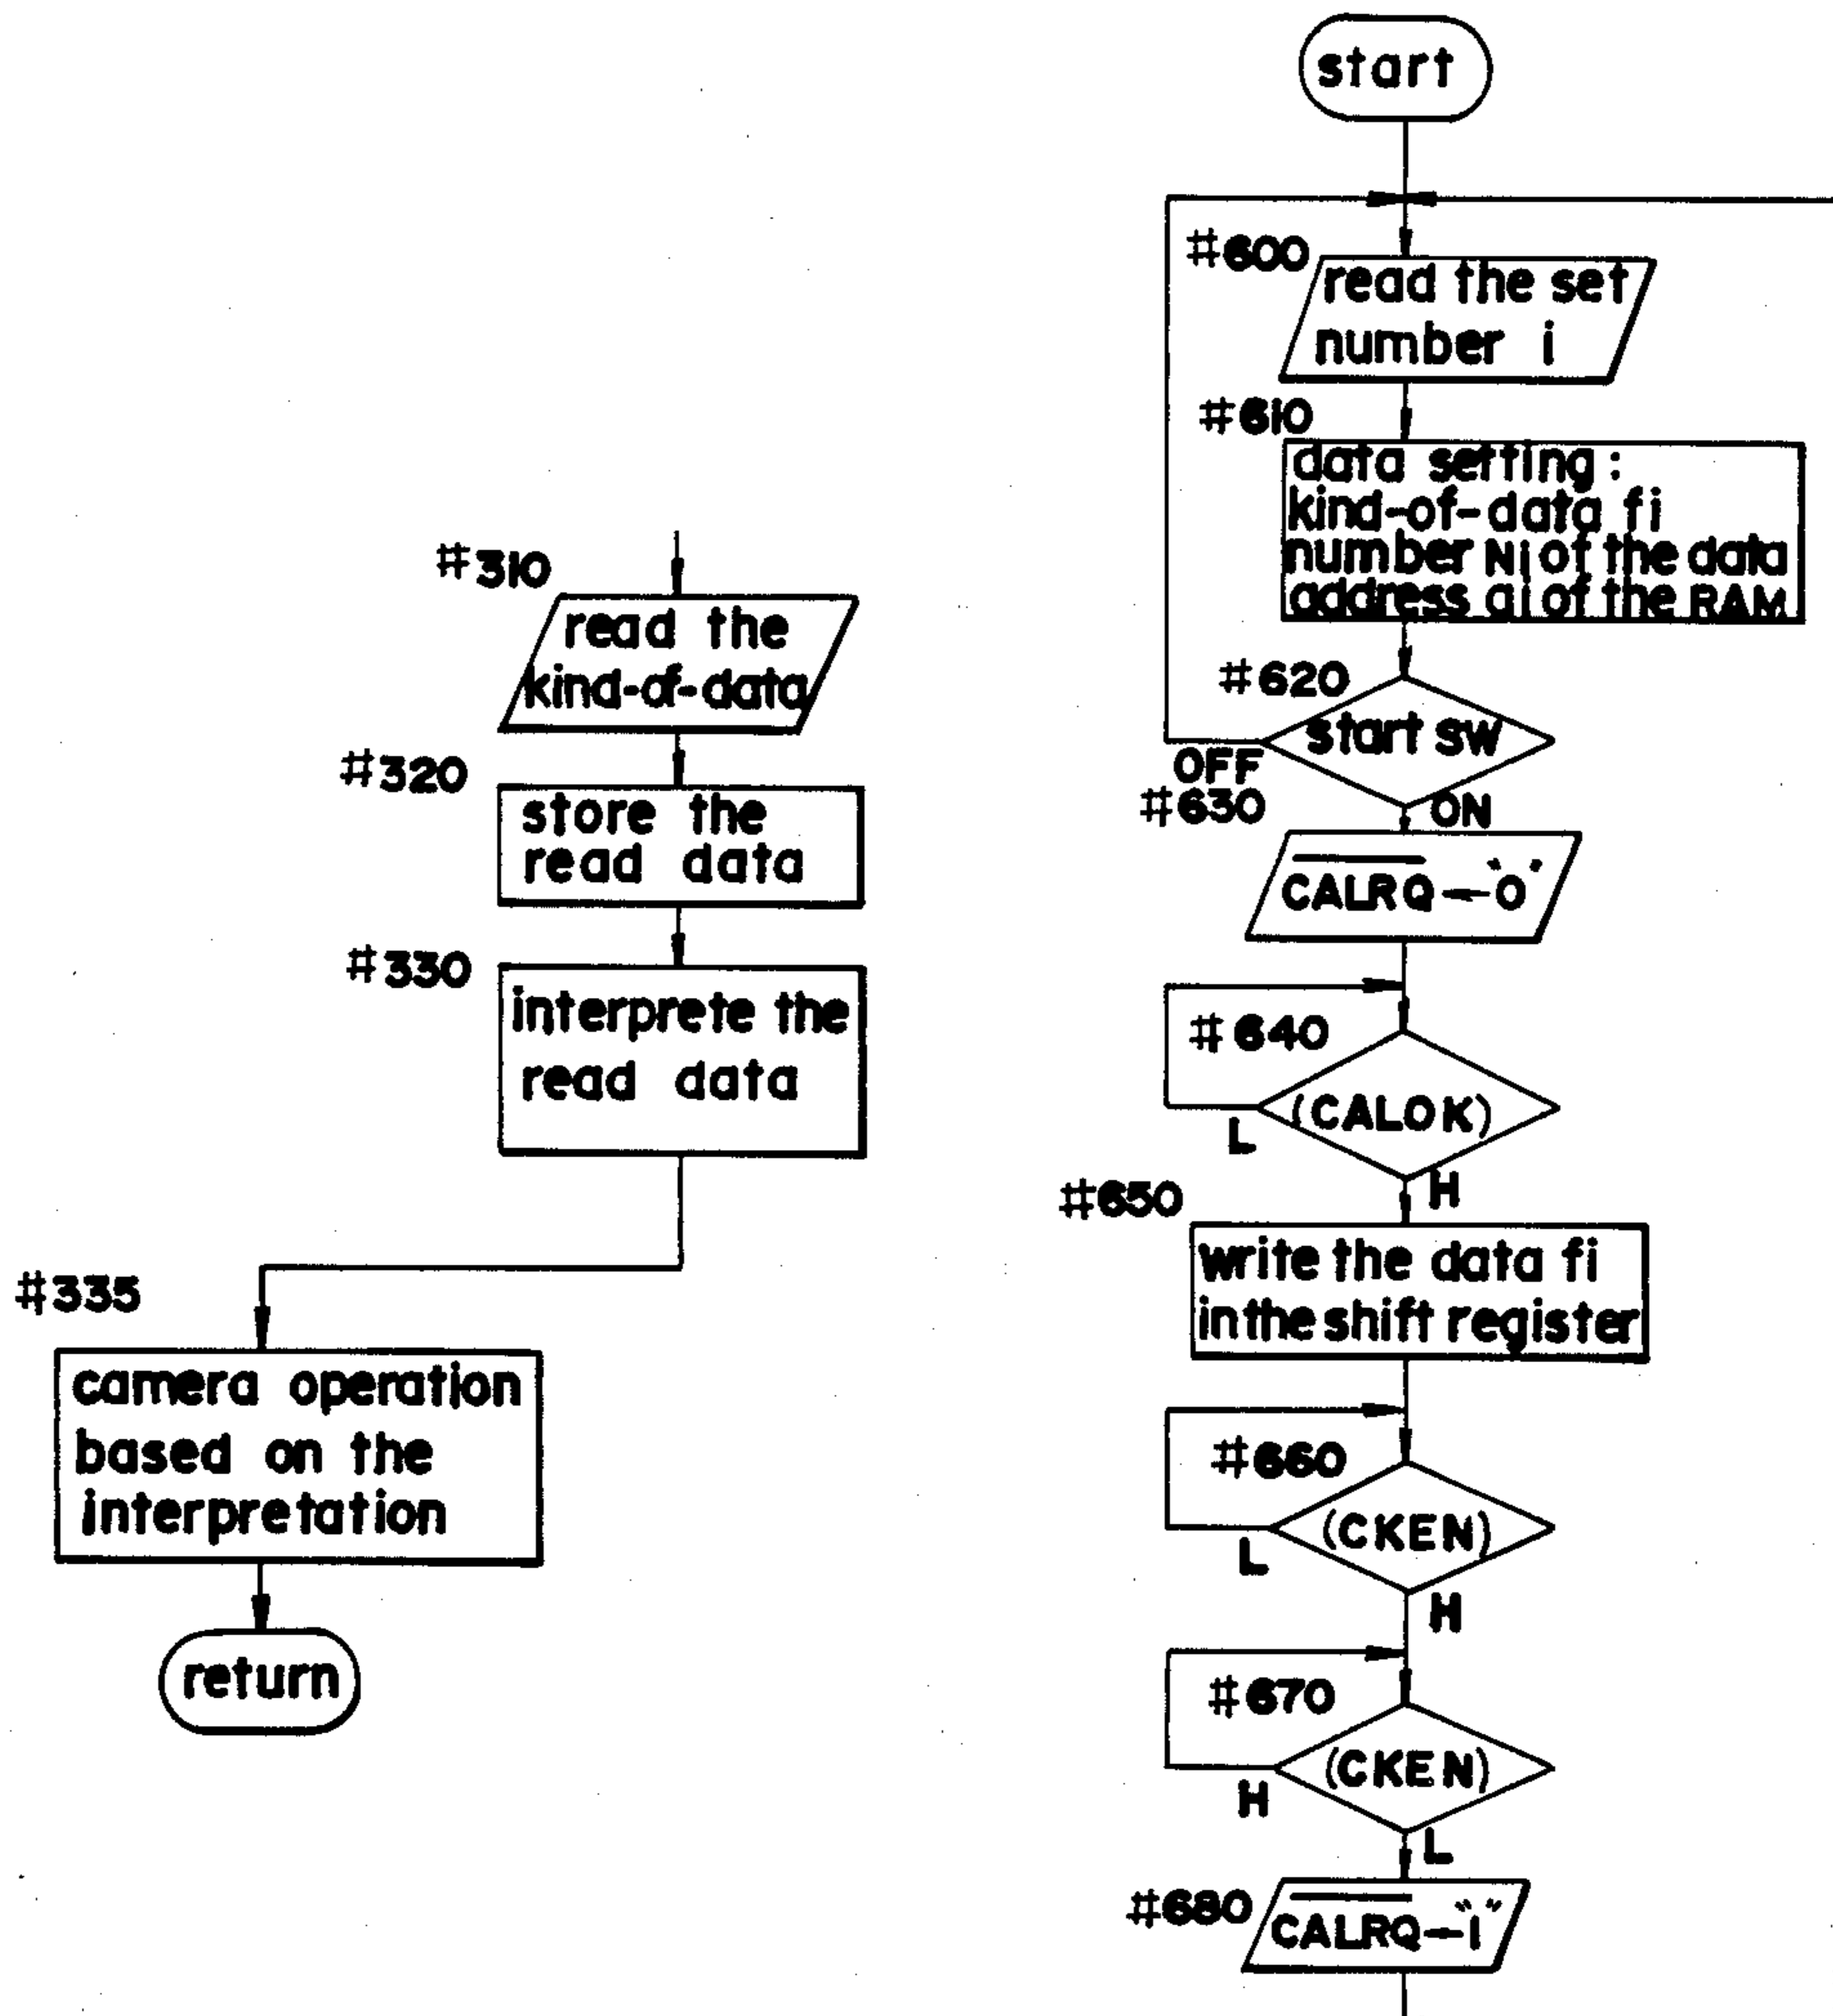 #310
read the
kind-of-data
#320
store the
read data
#330
interprete the
read data
#335
camera operation
based on the
interpretation
return
start
#600
read the set
number i
#610
data setting:
kind-of-data fi
number Ni of the data
address ai of the RAM
#620
start SW
OFF
ON
#630
CALRQ—"0"
#640
(CALOK)
L
H
#650
write the data fi
in the shift register
#660
(CKEN)
L
H
#670
(CKEN)
H
L
#680
CALRQ—"1"